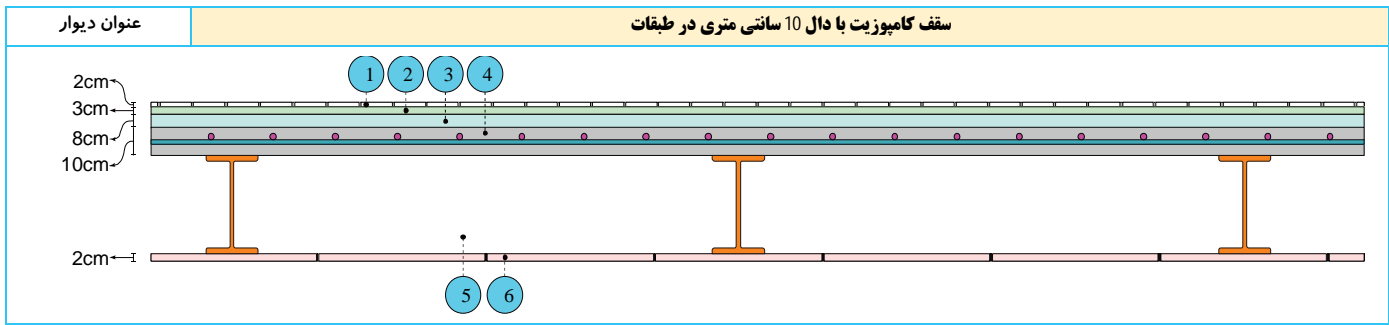 عنوان دیوار
سقف کامپوزیت با دال 10 سانتی متری در طبقات
1 2 3 4
2cm
3cm
8cm
10cm
2cm
5 6